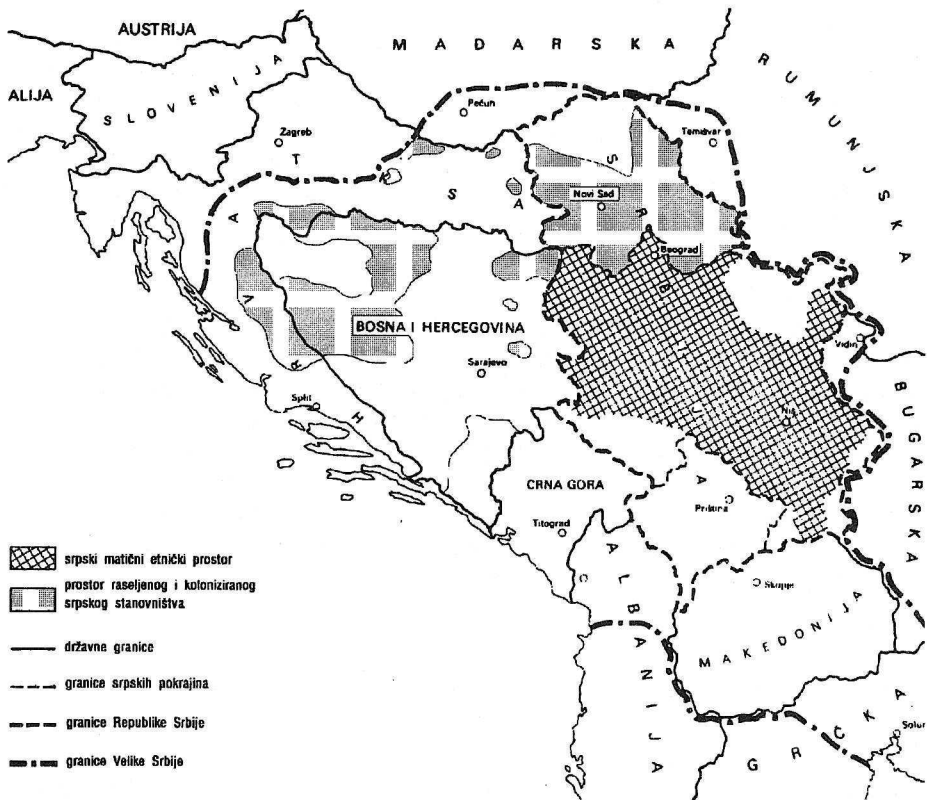 AUSTRIJA
MAĐARSKA
RUMUNJSKA
SLOVENIJA
ALIJA
Pečuh
Temišvar
Zagreb
HRVATSKA
Novi Sad
SRBIJA
Beograd
BOSNA I HERCEGOVINA
Sarajevo
Vidin
Split
Niš
BUGARSKA
CRNA GORA
Priština
Titograd
ALBANIJA
Skopje
MAKEDONIJA
GRČKA
Solun
srpski matični etnički prostor
prostor raseljenog i koloniziranog
srpskog stanovništva
državne granice
granice srpskih pokrajina
granice Republike Srbije
granice Velike Srbije